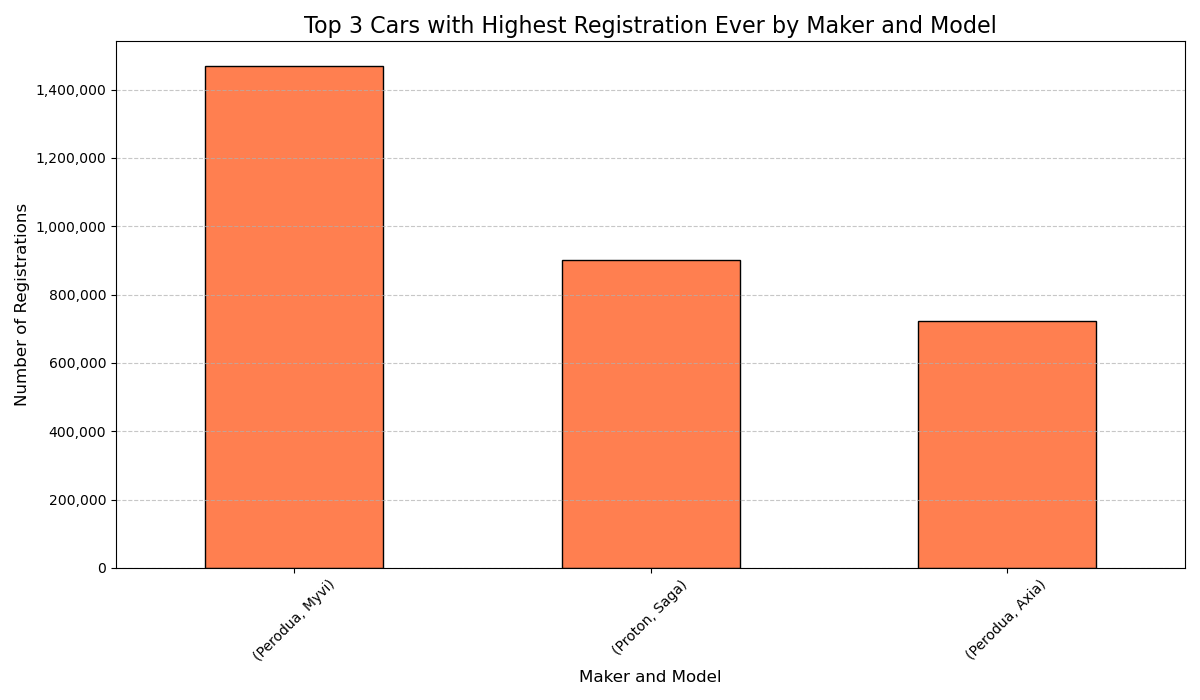 Top 3 Cars with Highest Registration Ever by Maker and Model
Number of Registrations
1,400,000
1,200,000
1,000,000
800,000
600,000
400,000
200,000
0
(Perodua, Myvi)
(Proton, Saga)
(Perodua, Axia)
Maker and Model